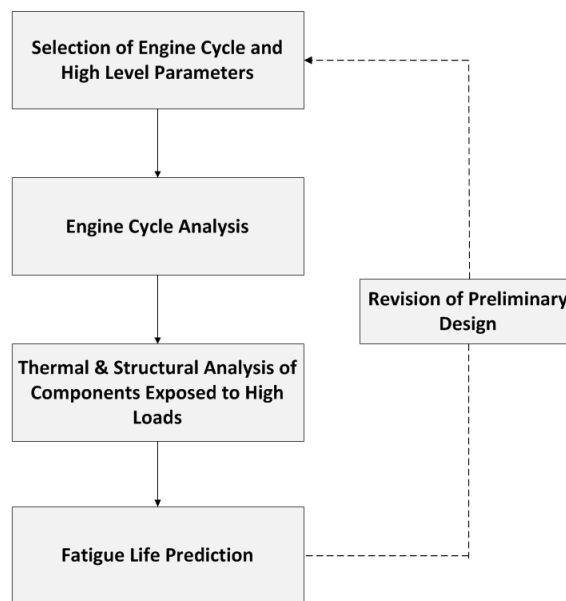 Selection of Engine Cycle and
High Level Parameters
Engine Cycle Analysis
Revision of Preliminary
Design
Thermal & Structural Analysis of
Components Exposed to High
Loads
Fatigue Life Prediction